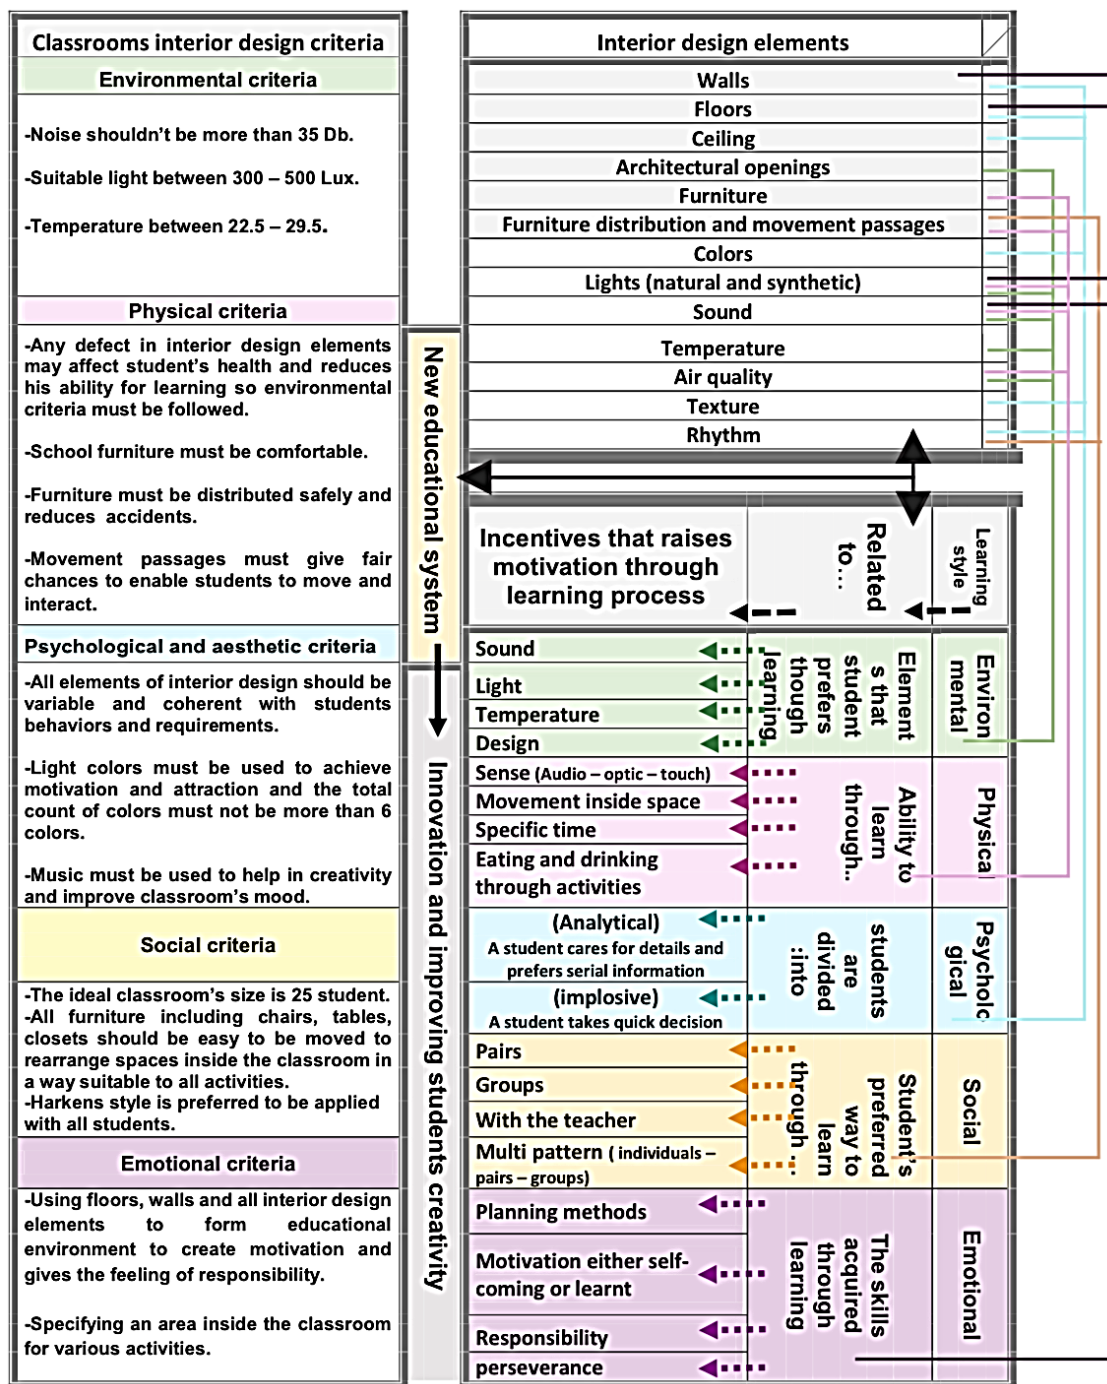 Classrooms interior design criteria
Environmental criteria
-Noise shouldn't be more than 35 Db.
-Suitable light between 300 – 500 Lux.
-Temperature between 22.5 – 29.5.
Physical criteria
-Any defect in interior design elements
may affect student's health and reduces
his ability for learning so environmental
criteria must be followed.
-School furniture must be comfortable.
-Furniture must be distributed safely and
reduces accidents.
-Movement passages must give fair
chances to enable students to move and
interact.
Psychological and aesthetic criteria
-All elements of interior design should be
variable and coherent with students
behaviors and requirements.
-Light colors must be used to achieve
motivation and attraction and the total
count of colors must not be more than 6
colors.
-Music must be used to help in creativity
and improve classroom's mood.
Social criteria
-The ideal classroom's size is 25 student.
-All furniture including chairs, tables,
closets should be easy to be moved to
rearrange spaces inside the classroom in
a way suitable to all activities.
-Harkens style is preferred to be applied
with all students.
Emotional criteria
-Using floors, walls and all interior design
elements to form educational
environment to create motivation and
gives the feeling of responsibility.
-Specifying an area inside the classroom
for various activities.
New educational system
Innovation and improving students creativity
Interior design elements
Walls
Floors
Ceiling
Architectural openings
Furniture
Furniture distribution and movement passages
Colors
Lights (natural and synthetic)
Sound
Temperature
Air quality
Texture
Rhythm
Incentives that raises
motivation through
learning process
Related
to...
Learning
style
Sound
Light
Temperature
Design
Element
s that
student
prefers
though
learning
Environ
mental
Sense (Audio – optic – touch)
Movement inside space
Specific time
Eating and drinking
through activities
Ability to
learn
through..
Physical
(Analytical)
A student cares for details and
prefers serial information
(implosive)
A student takes quick decision
students
are
divided
:into
Psycholc
gical
Pairs
Groups
With the teacher
Multi pattern ( individuals –
pairs – groups)
Student's
preferred
way to
learn
through ...
Social
Planning methods
Motivation either self-
coming or learnt
Responsibility
perseverance
The skills
acquired
through
learning
Emotional